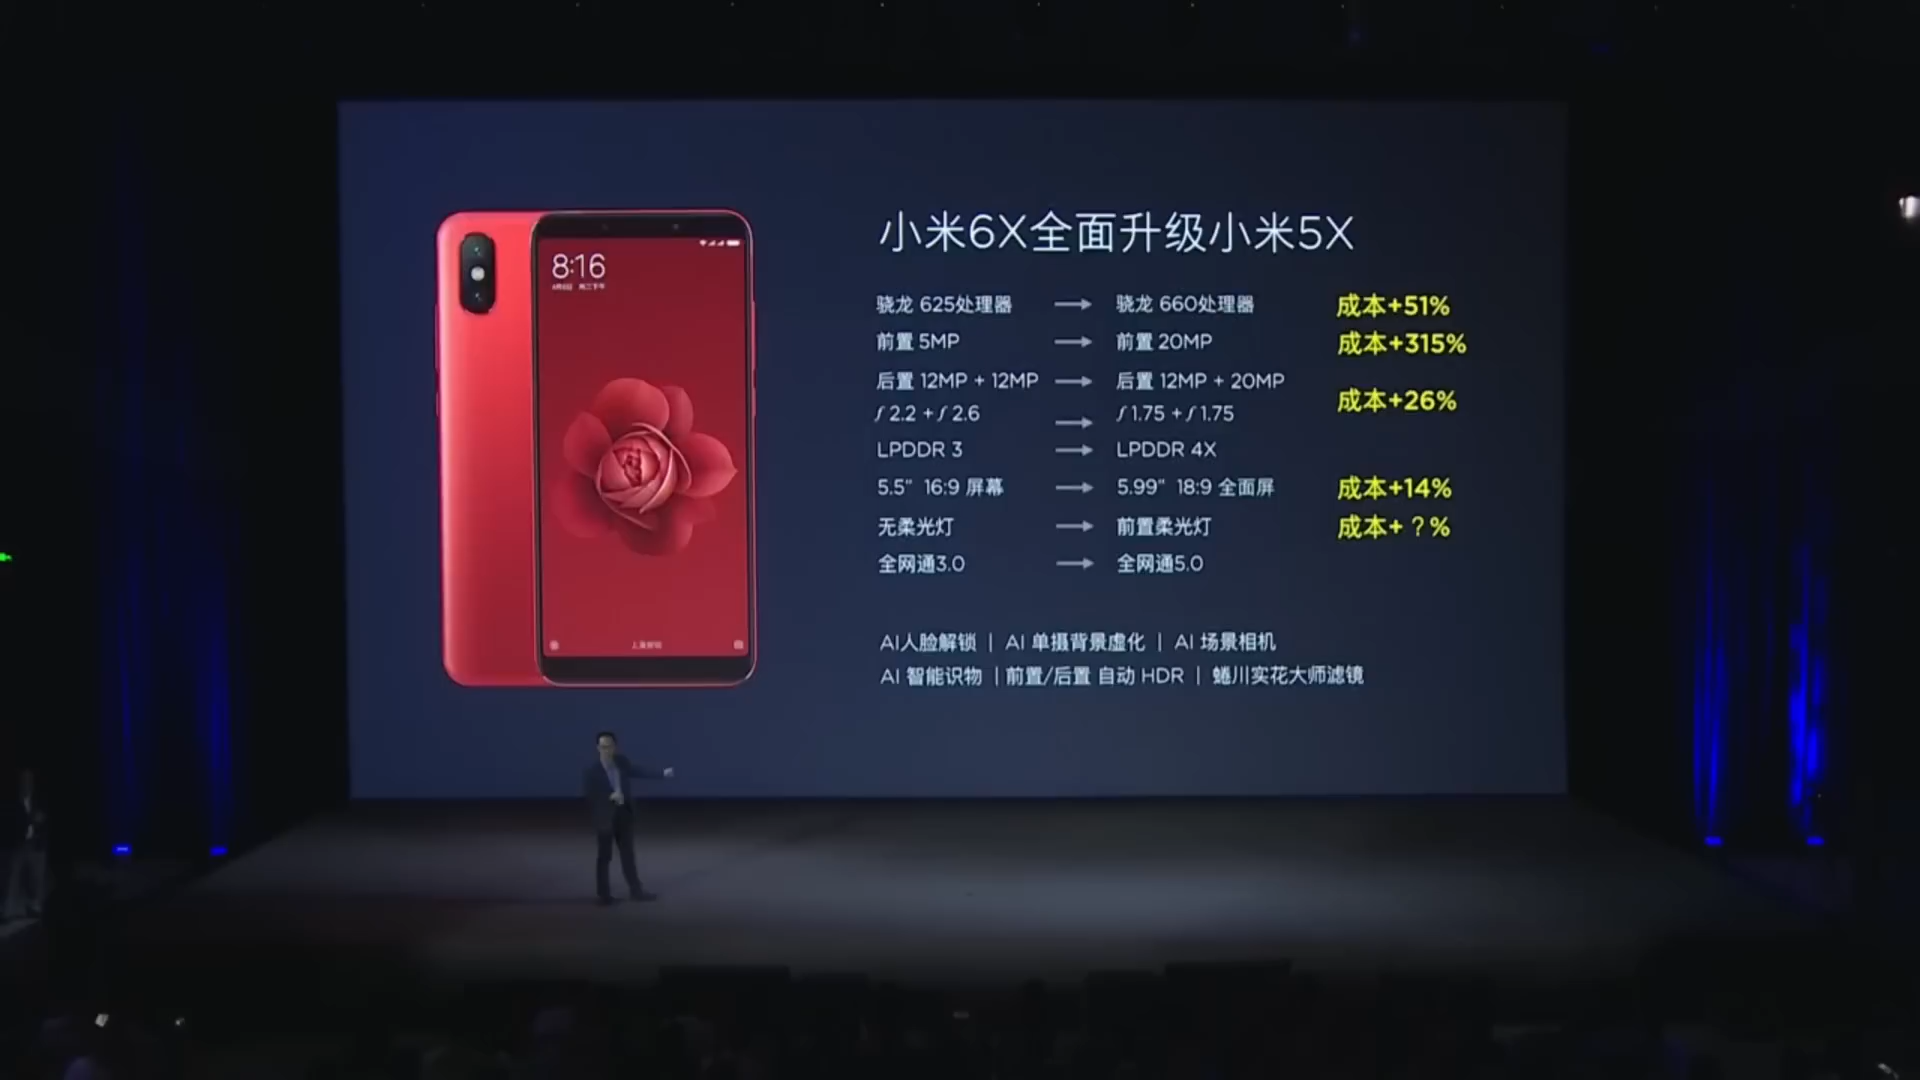 小米6X全面升级小米5X
骁龙 625处理器 → 骁龙 660处理器 成本+51%
前置 5MP → 前置 20MP 成本+315%
后置 12MP + 12MP → 后置 12MP + 20MP
成本+26%
ƒ 2.2 + ƒ 2.6 → ƒ 1.75 + ƒ 1.75
LPDDR 3 → LPDDR 4X
5.5" 16:9 屏幕 → 5.99" 18:9 全面屏 成本+14%
无柔光灯 → 前置柔光灯 成本+？%
全网通3.0 → 全网通5.0
AI人脸解锁 | AI 单摄背景虚化 | AI 场景相机
AI 智能识物 | 前置/后置 自动 HDR | 蜷川实花大师滤镜
8:16